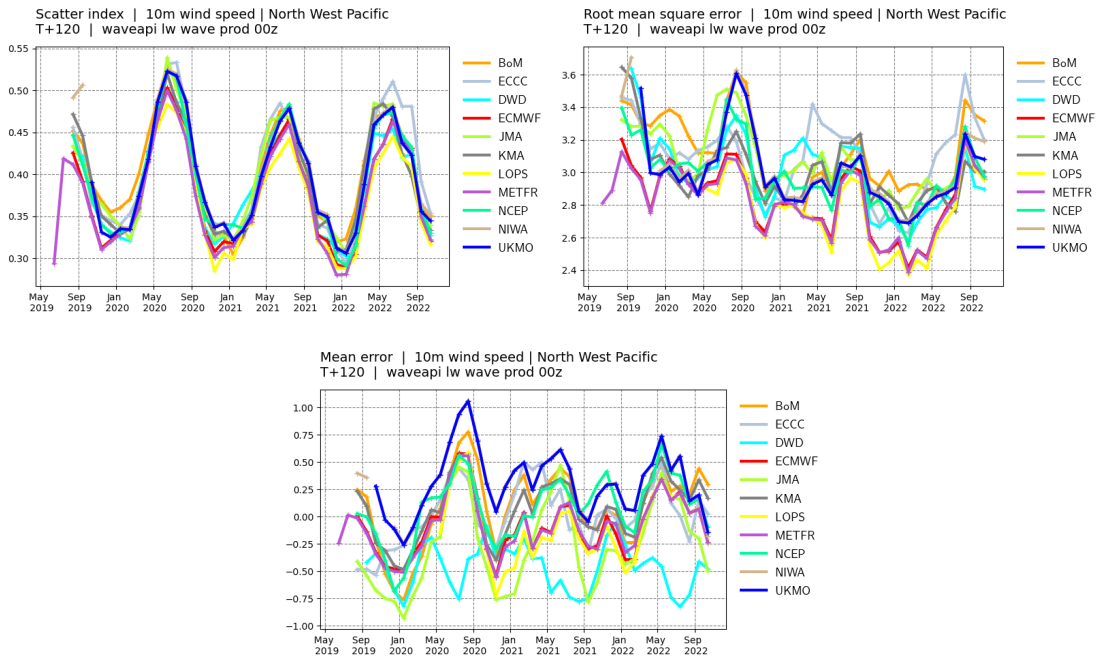 Scatter index | 10m wind speed | North West Pacific
T+120 | waveapi lw wave prod 00z
0.55
0.50
0.45
0.40
0.35
0.30
May 2019
Sep 2019
Jan 2020
May 2020
Sep 2020
Jan 2021
May 2021
Sep 2021
Jan 2022
May 2022
Sep 2022
BoM
ECCC
DWD
ECMWF
JMA
KMA
LOPS
METFR
NCEP
NIWA
UKMO
Root mean square error | 10m wind speed | North West Pacific
T+120 | waveapi lw wave prod 00z
3.6
3.4
3.2
3.0
2.8
2.6
2.4
May 2019
Sep 2019
Jan 2020
May 2020
Sep 2020
Jan 2021
May 2021
Sep 2021
Jan 2022
May 2022
Sep 2022
BoM
ECCC
DWD
ECMWF
JMA
KMA
LOPS
METFR
NCEP
NIWA
UKMO
Mean error | 10m wind speed | North West Pacific
T+120 | waveapi lw wave prod 00z
1.00
0.75
0.50
0.25
0.00
−0.25
−0.50
−0.75
−1.00
May 2019
Sep 2019
Jan 2020
May 2020
Sep 2020
Jan 2021
May 2021
Sep 2021
Jan 2022
May 2022
Sep 2022
BoM
ECCC
DWD
ECMWF
JMA
KMA
LOPS
METFR
NCEP
NIWA
UKMO